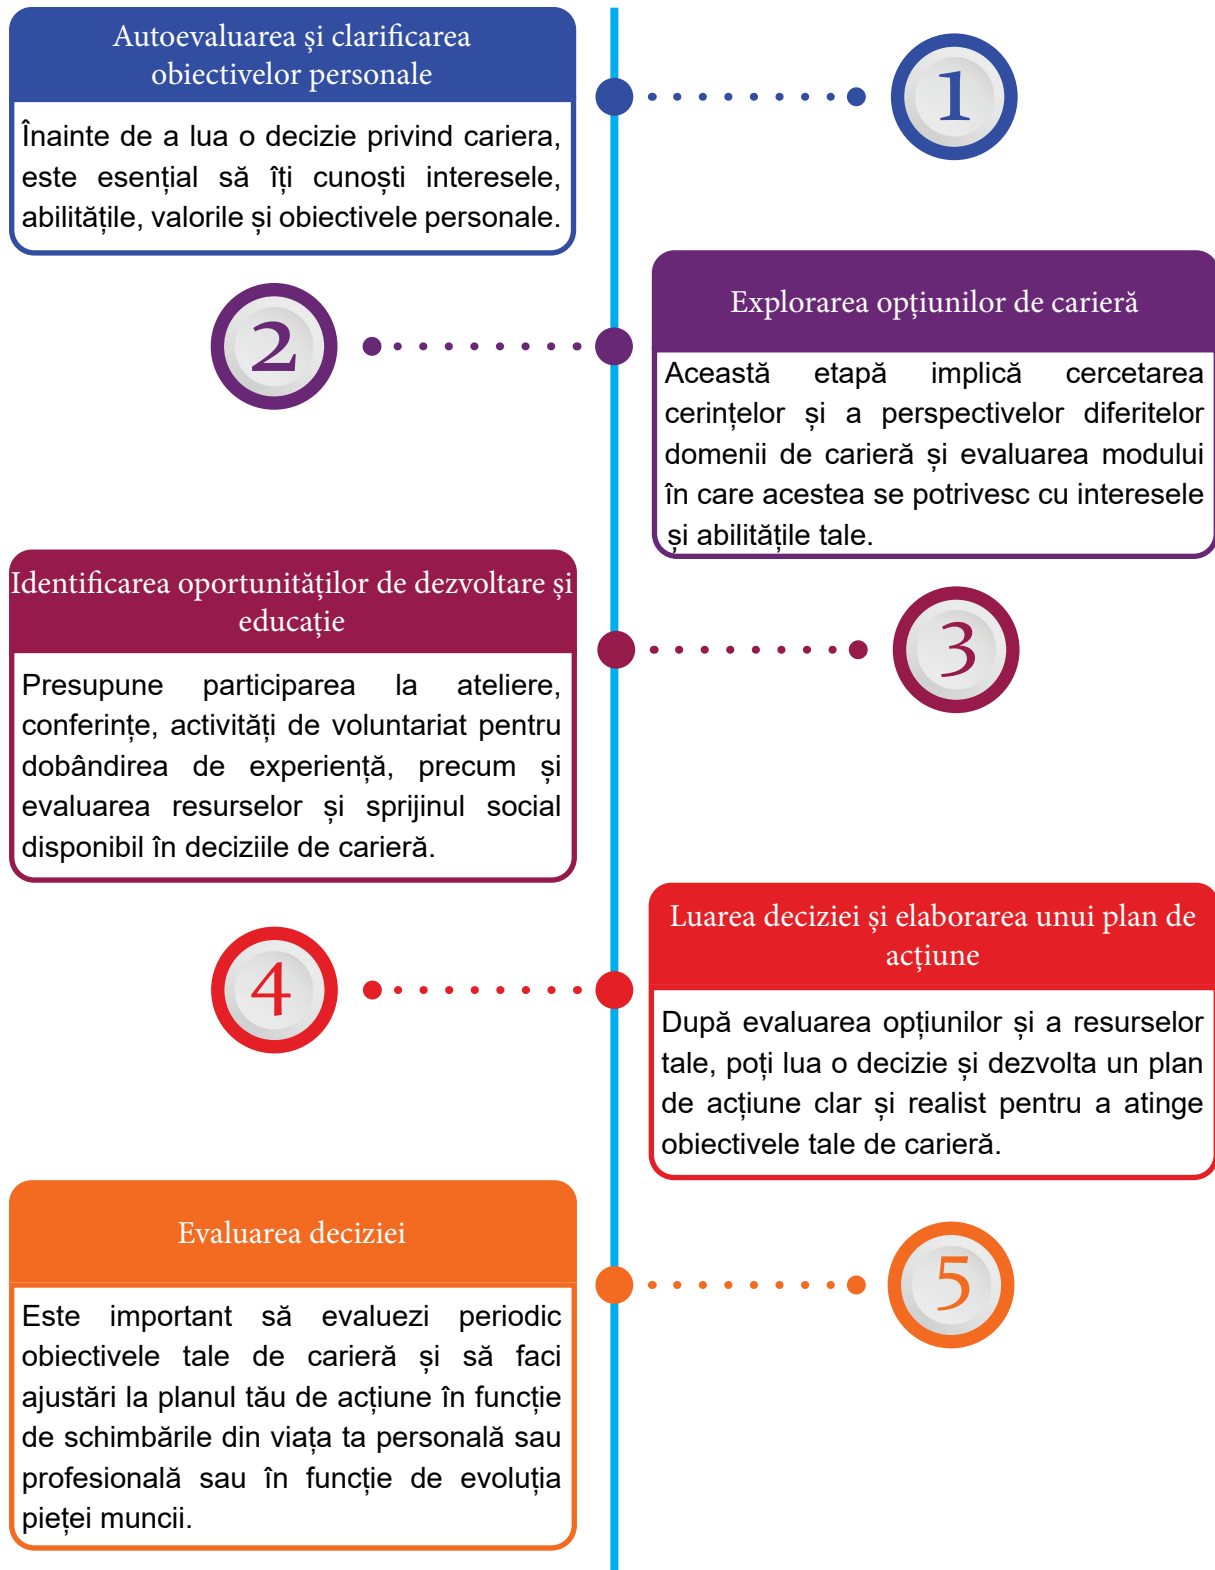 Autoevaluarea și clarificarea
obiectivelor personale
1
Înainte de a lua o decizie privind cariera,
este esențial să îți cunoști interesele,
abilitățile, valorile și obiectivele personale.
2
Explorarea opțiunilor de carieră
Această etapă implică cercetarea
cerințelor și a perspectivelor diferitelor
domenii de carieră și evaluarea modului
în care acestea se potrivesc cu interesele
și abilitățile tale.
Identificarea oportunităților de dezvoltare și
educație
3
Presupune participarea la ateliere,
conferințe, activități de voluntariat pentru
dobândirea de experiență, precum și
evaluarea resurselor și sprijinul social
disponibil în deciziile de carieră.
4
Luarea deciziei și elaborarea unui plan de
acțiune
După evaluarea opțiunilor și a resurselor
tale, poți lua o decizie și dezvolta un plan
de acțiune clar și realist pentru a atinge
obiectivele tale de carieră.
Evaluarea deciziei
5
Este important să evaluezi periodic
obiectivele tale de carieră și să faci
ajustări la planul tău de acțiune în funcție
de schimbările din viața ta personală sau
profesională sau în funcție de evoluția
pieței muncii.